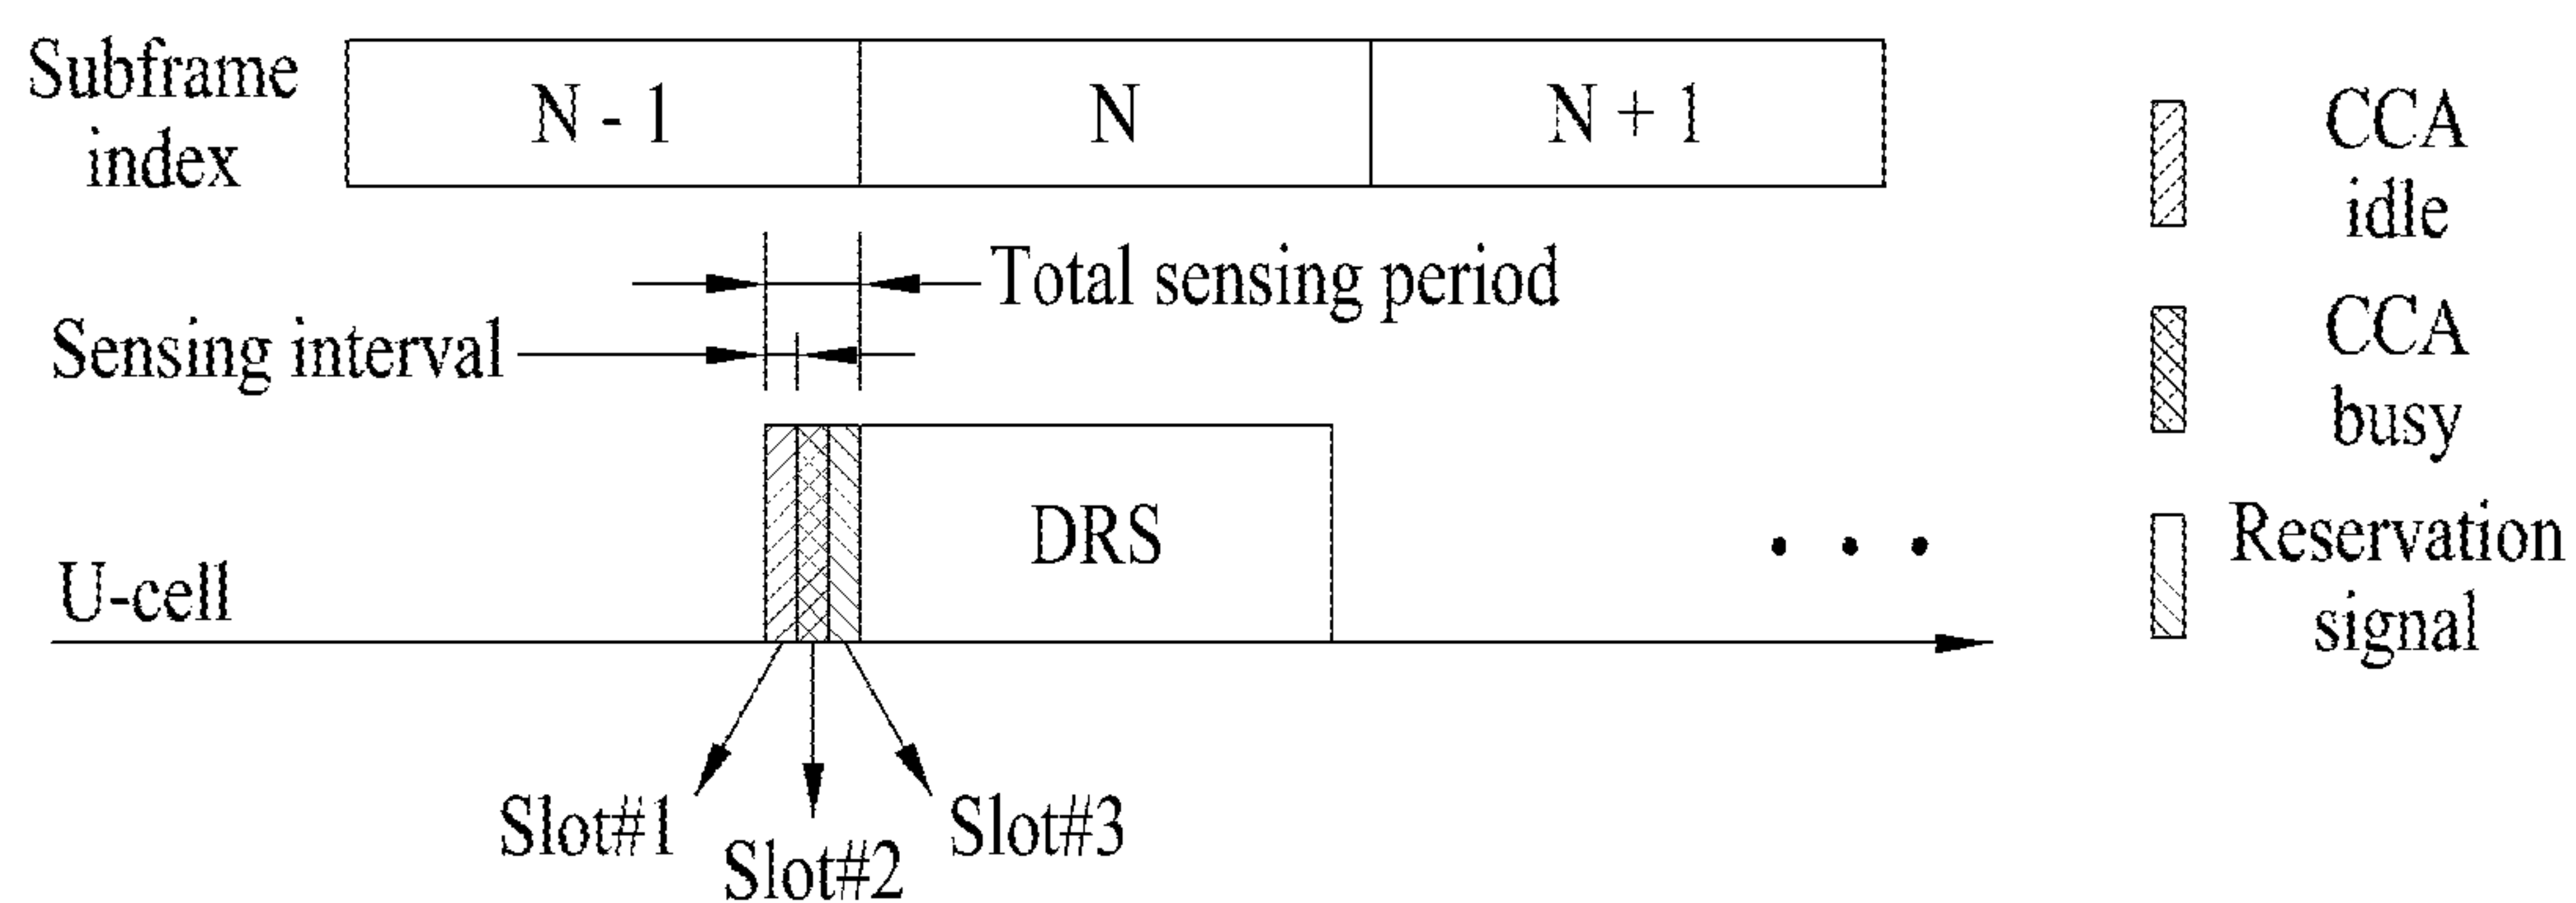 Subframe
index
N - 1
N
N + 1
Total sensing period
Sensing interval
DRS
U-cell
. . .
Slot#1
Slot#2
Slot#3
CCA
idle
CCA
busy
Reservation
signal